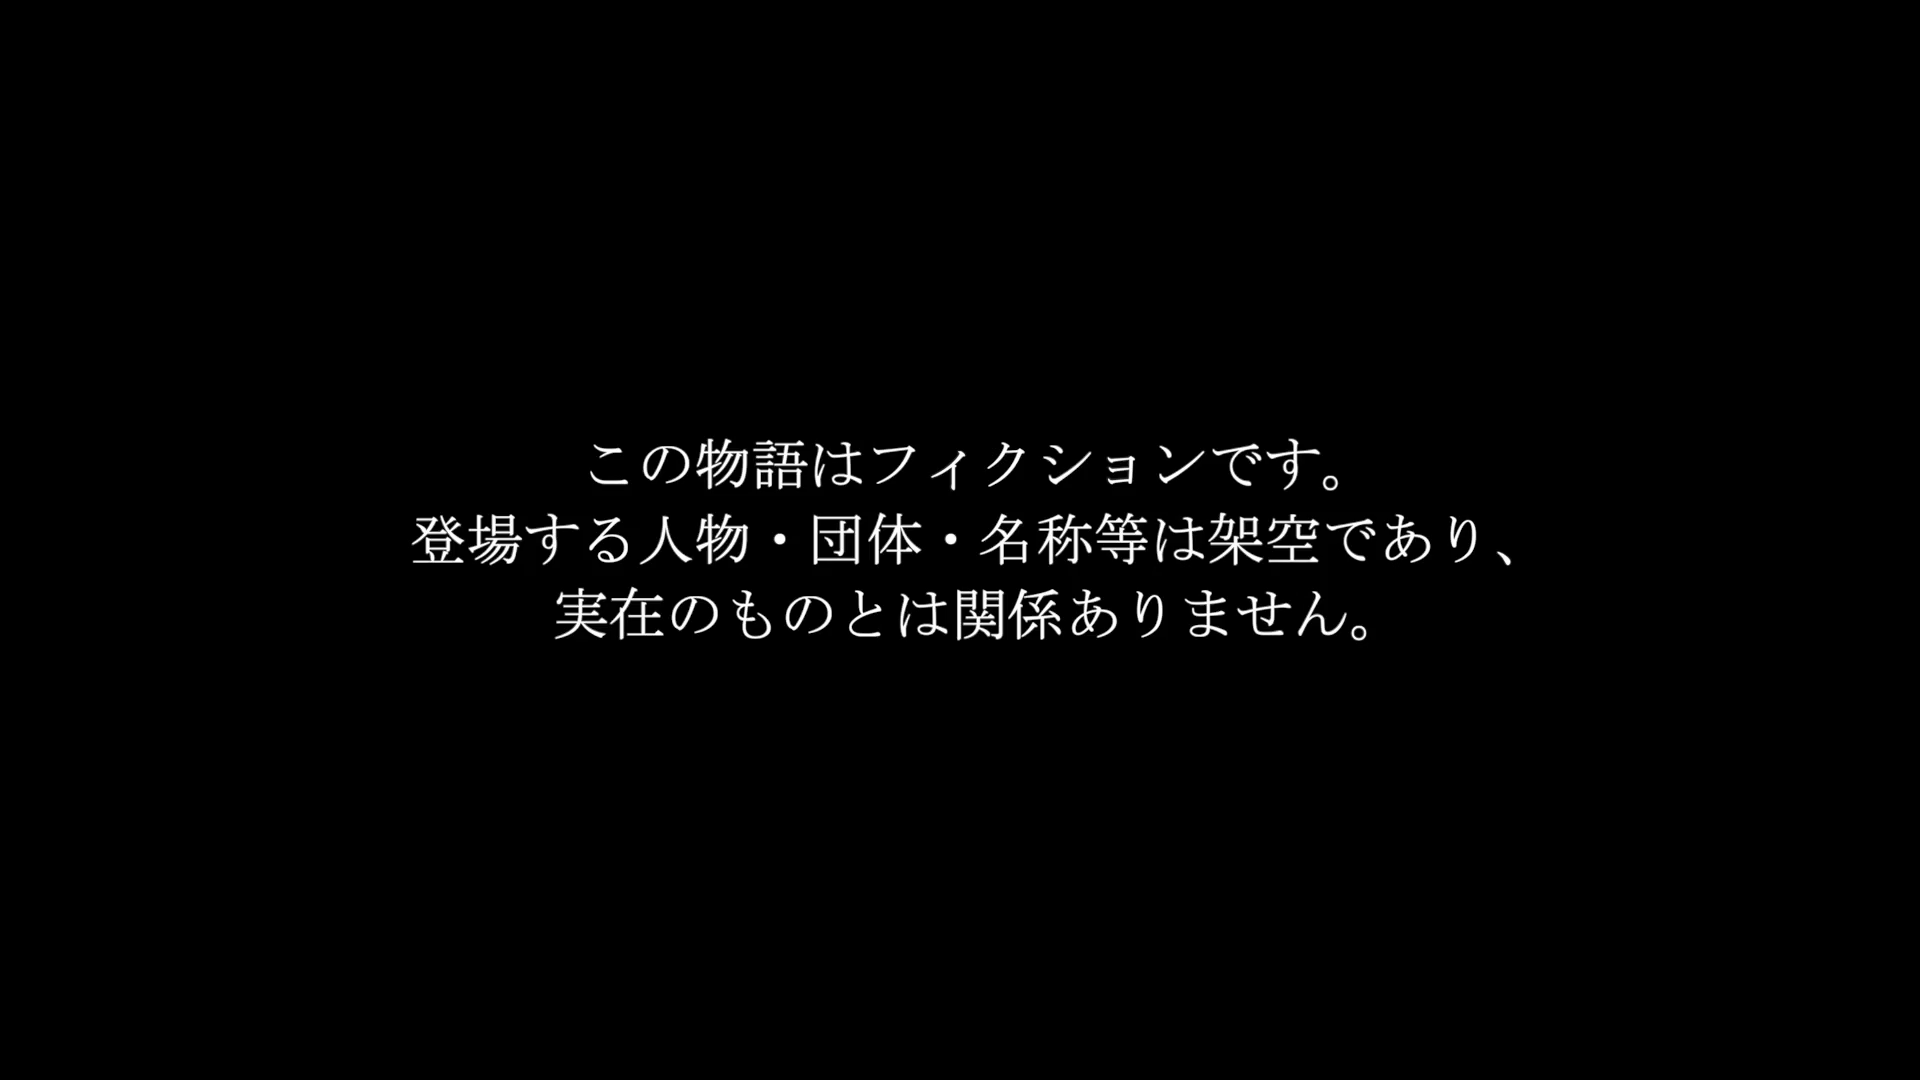 この物語はフィクションです。
登場する人物・団体・名称等は架空であり、
実在のものとは関係ありません。